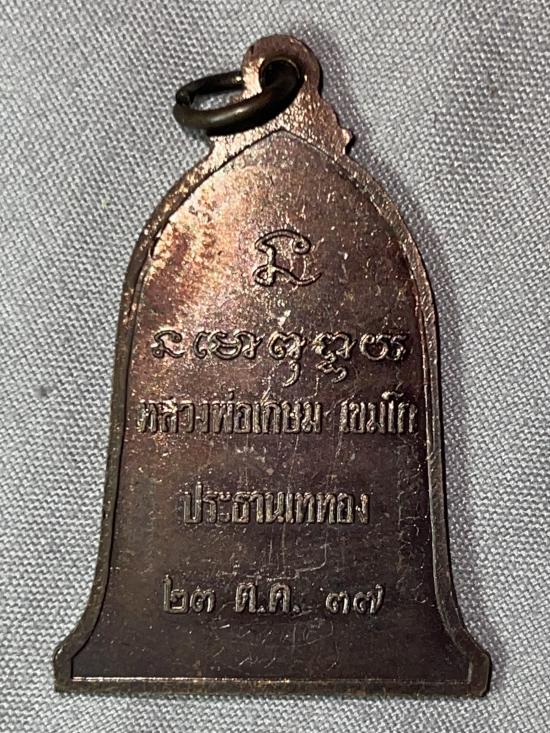 หลวงพ่อเกษม เขมโก
ประธานเททอง
๒๓ ต.ค. ๓๗